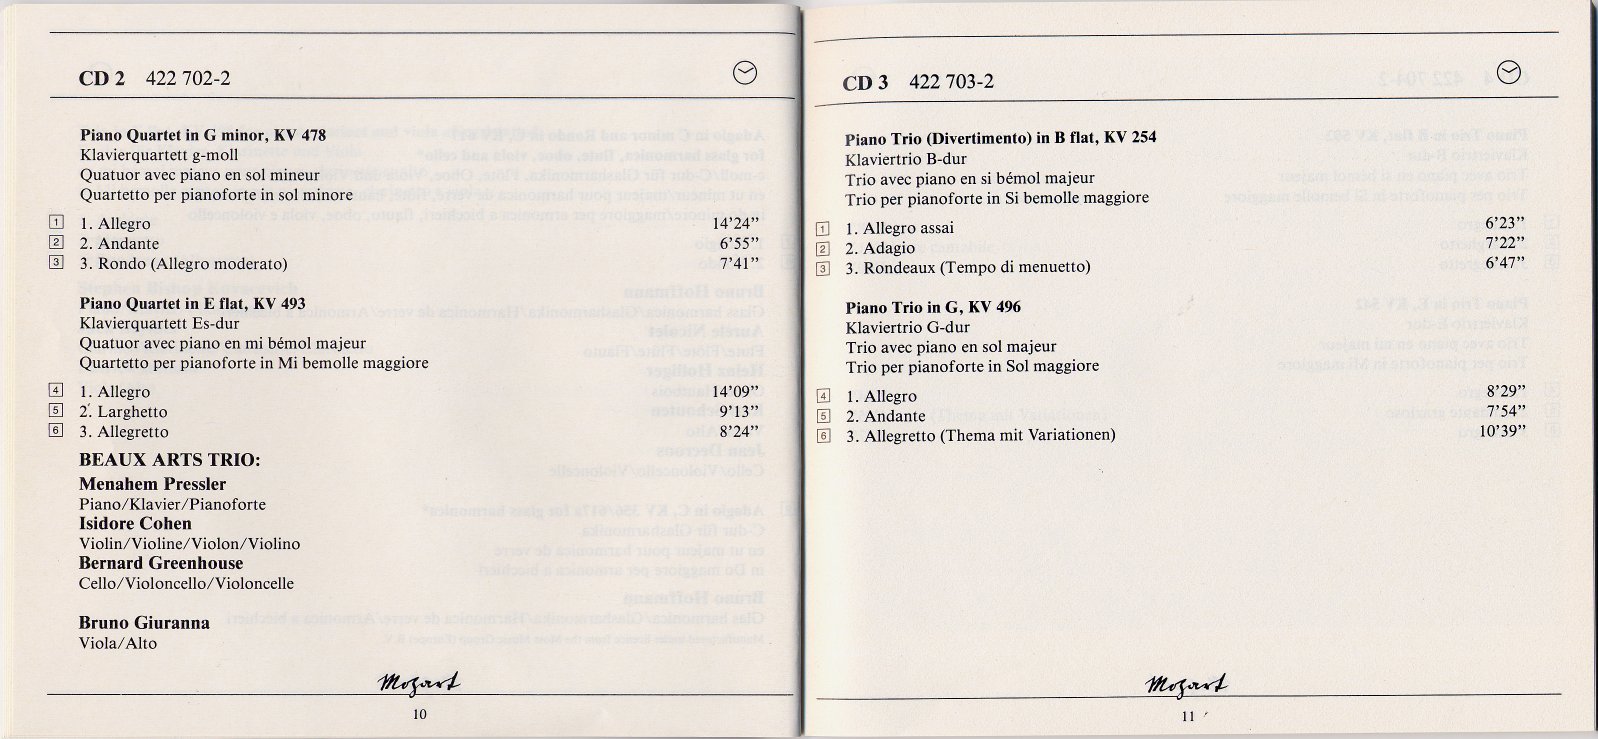 CD 2 422 702-2
Piano Quartet in G minor, KV 478
Klavierquartett g-moll
Quatuor avec piano en sol mineur
Quartetto per pianoforte in sol minore
1 1. Allegro 14’24”
2 2. Andante 6’55”
3 3. Rondo (Allegro moderato) 7’41”
Piano Quartet in E flat, KV 493
Klavierquartett Es-dur
Quatuor avec piano en mi bémol majeur
Quartetto per pianoforte in Mi bemolle maggiore
4 1. Allegro 14’09”
5 2. Larghetto 9’13”
6 3. Allegretto 8’24”
BEAUX ARTS TRIO:
Menahem Pressler
Piano/Klavier/Pianoforte
Isidore Cohen
Violin/Violine/Violon/Violino
Bernard Greenhouse
Cello/Violoncello/Violoncelle
Bruno Giuranna
Viola/Alto
Mozart
10
CD 3 422 703-2
Piano Trio (Divertimento) in B flat, KV 254
Klaviertrio B-dur
Trio avec piano en si bémol majeur
Trio per pianoforte in Si bemolle maggiore
1 1. Allegro assai 6’23”
2 2. Adagio 7’22”
3 3. Rondeaux (Tempo di menuetto) 6’47”
Piano Trio in G, KV 496
Klaviertrio G-dur
Trio avec piano en sol majeur
Trio per pianoforte in Sol maggiore
4 1. Allegro 8’29”
5 2. Andante 7’54”
6 3. Allegretto (Thema mit Variationen) 10’39”
Mozart
11